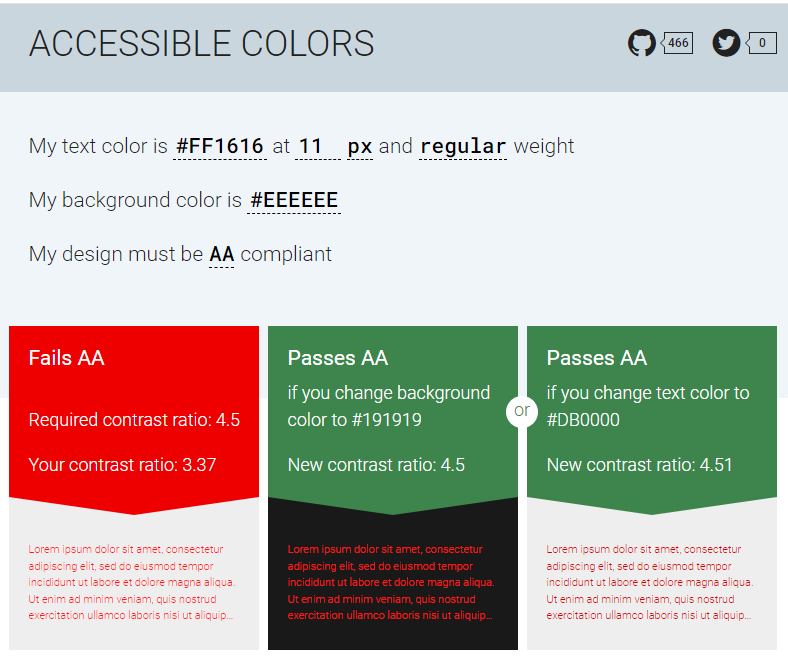 ACCESSIBLE COLORS
466
0
My text color is #FF1616 at 11 px and regular weight
My background color is #EEEEEE
My design must be AA compliant
Fails AA
Required contrast ratio: 4.5
Your contrast ratio: 3.37
Lorem ipsum dolor sit amet, consectetur
adipiscing elit, sed do eiusmod tempor
incididunt ut labore et dolore magna aliqua.
Ut enim ad minim veniam, quis nostrud
exercitation ullamco laboris nisi ut aliquip...
Passes AA
if you change background
color to #191919
New contrast ratio: 4.5
Lorem ipsum dolor sit amet, consectetur
adipiscing elit, sed do eiusmod tempor
incididunt ut labore et dolore magna aliqua.
Ut enim ad minim veniam, quis nostrud
exercitation ullamco laboris nisi ut aliquip...
or
Passes AA
if you change text color to
#DB0000
New contrast ratio: 4.51
Lorem ipsum dolor sit amet, consectetur
adipiscing elit, sed do eiusmod tempor
incididunt ut labore et dolore magna aliqua.
Ut enim ad minim veniam, quis nostrud
exercitation ullamco laboris nisi ut aliquip...